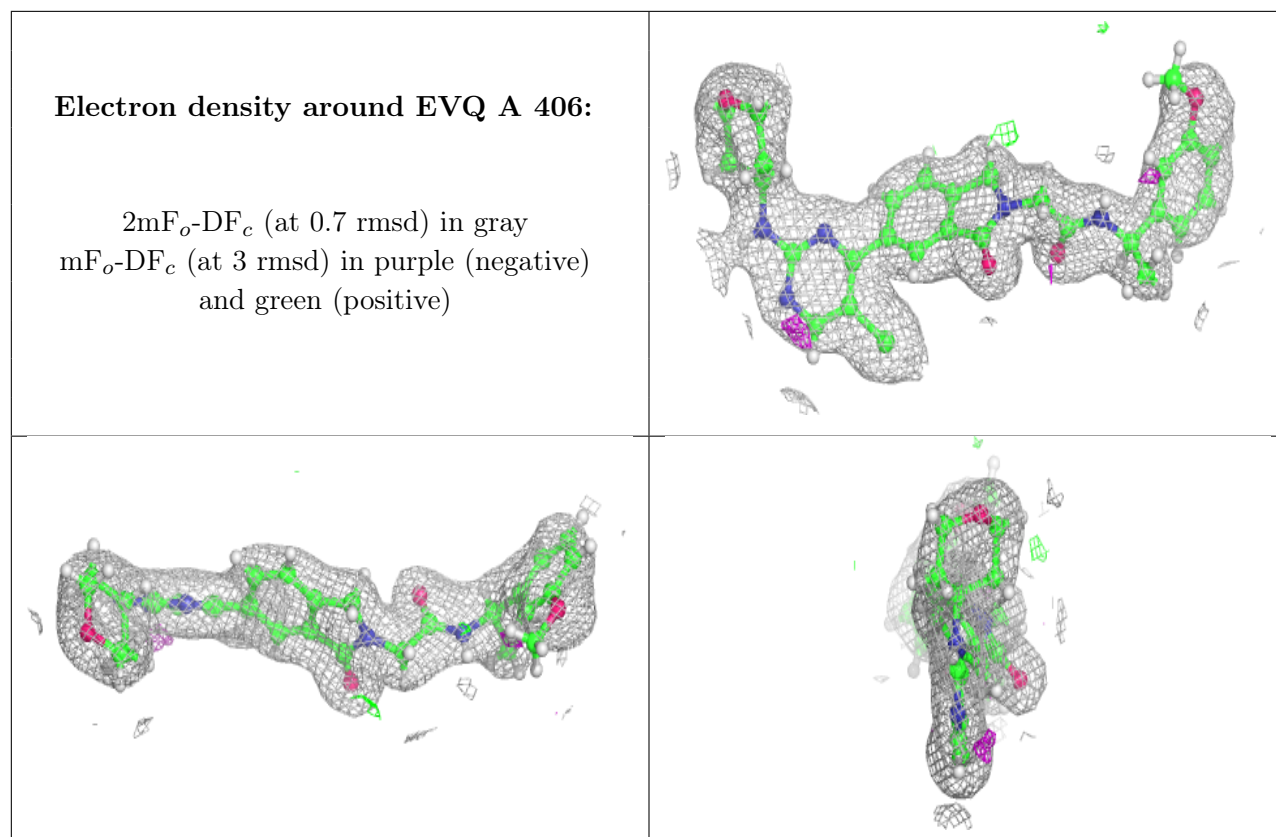 Electron density around EVQ A 406:
2mFo-DFc (at 0.7 rmsd) in gray
mFo-DFc (at 3 rmsd) in purple (negative)
and green (positive)